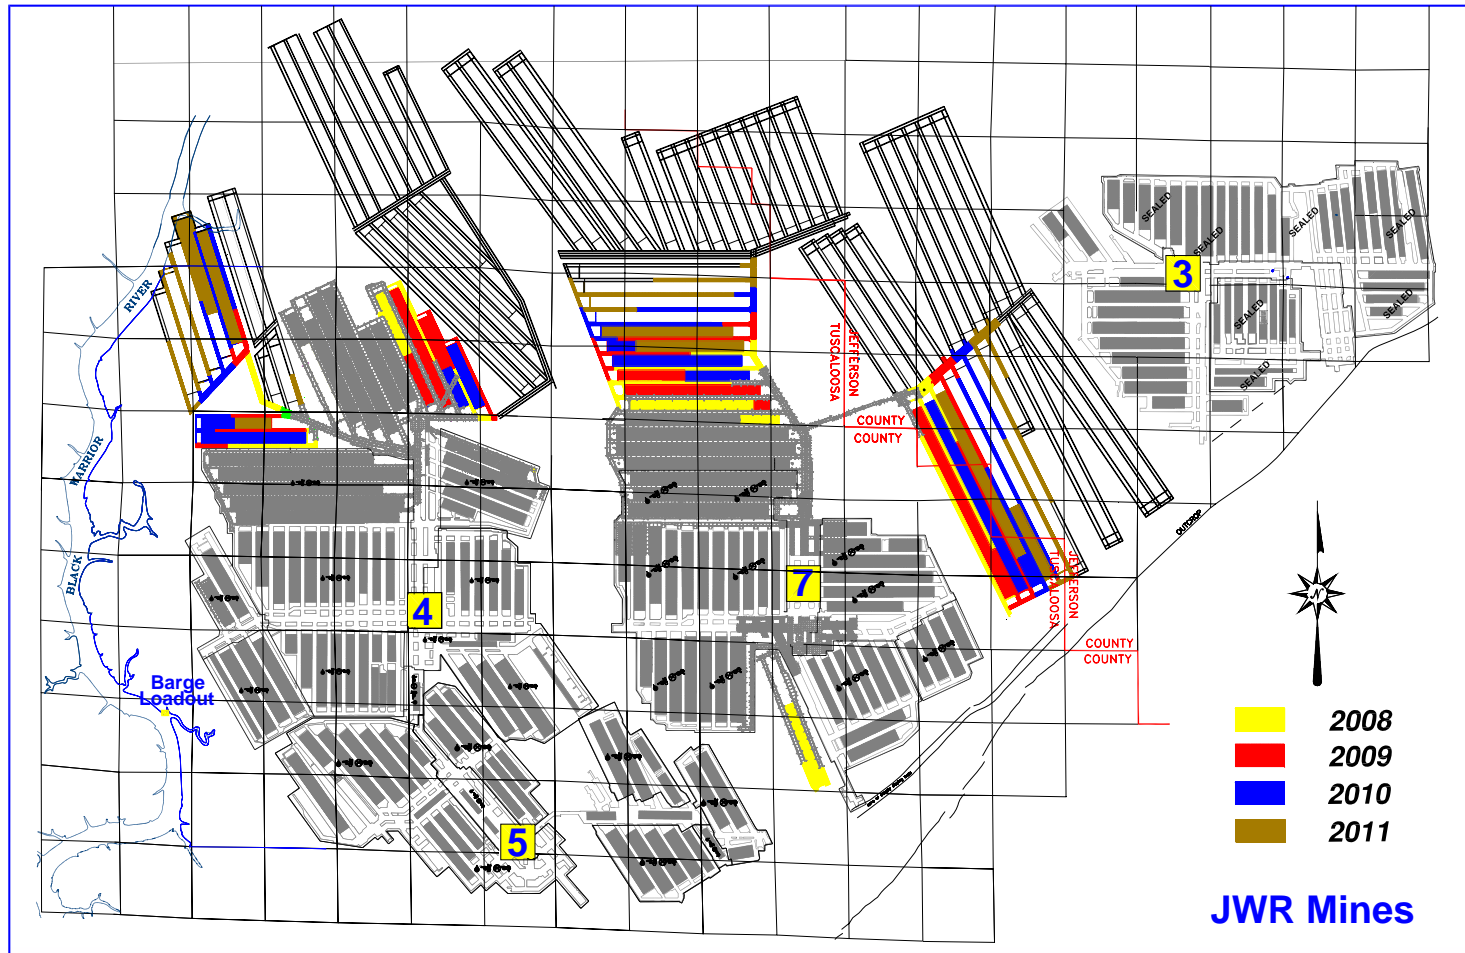 SEALED
SEALED
SEALED
SEALED
SEALED
SEALED
SEALED
3
RIVER
WARRIOR
BLACK
JEFFERSON
TUSCALOOSA
COUNTY
COUNTY
OUTCROP
4
7
JEFFERSON
TUSCALOOSA
COUNTY
COUNTY
N
Barge
Loadout
5
2008
2009
2010
2011
JWR Mines